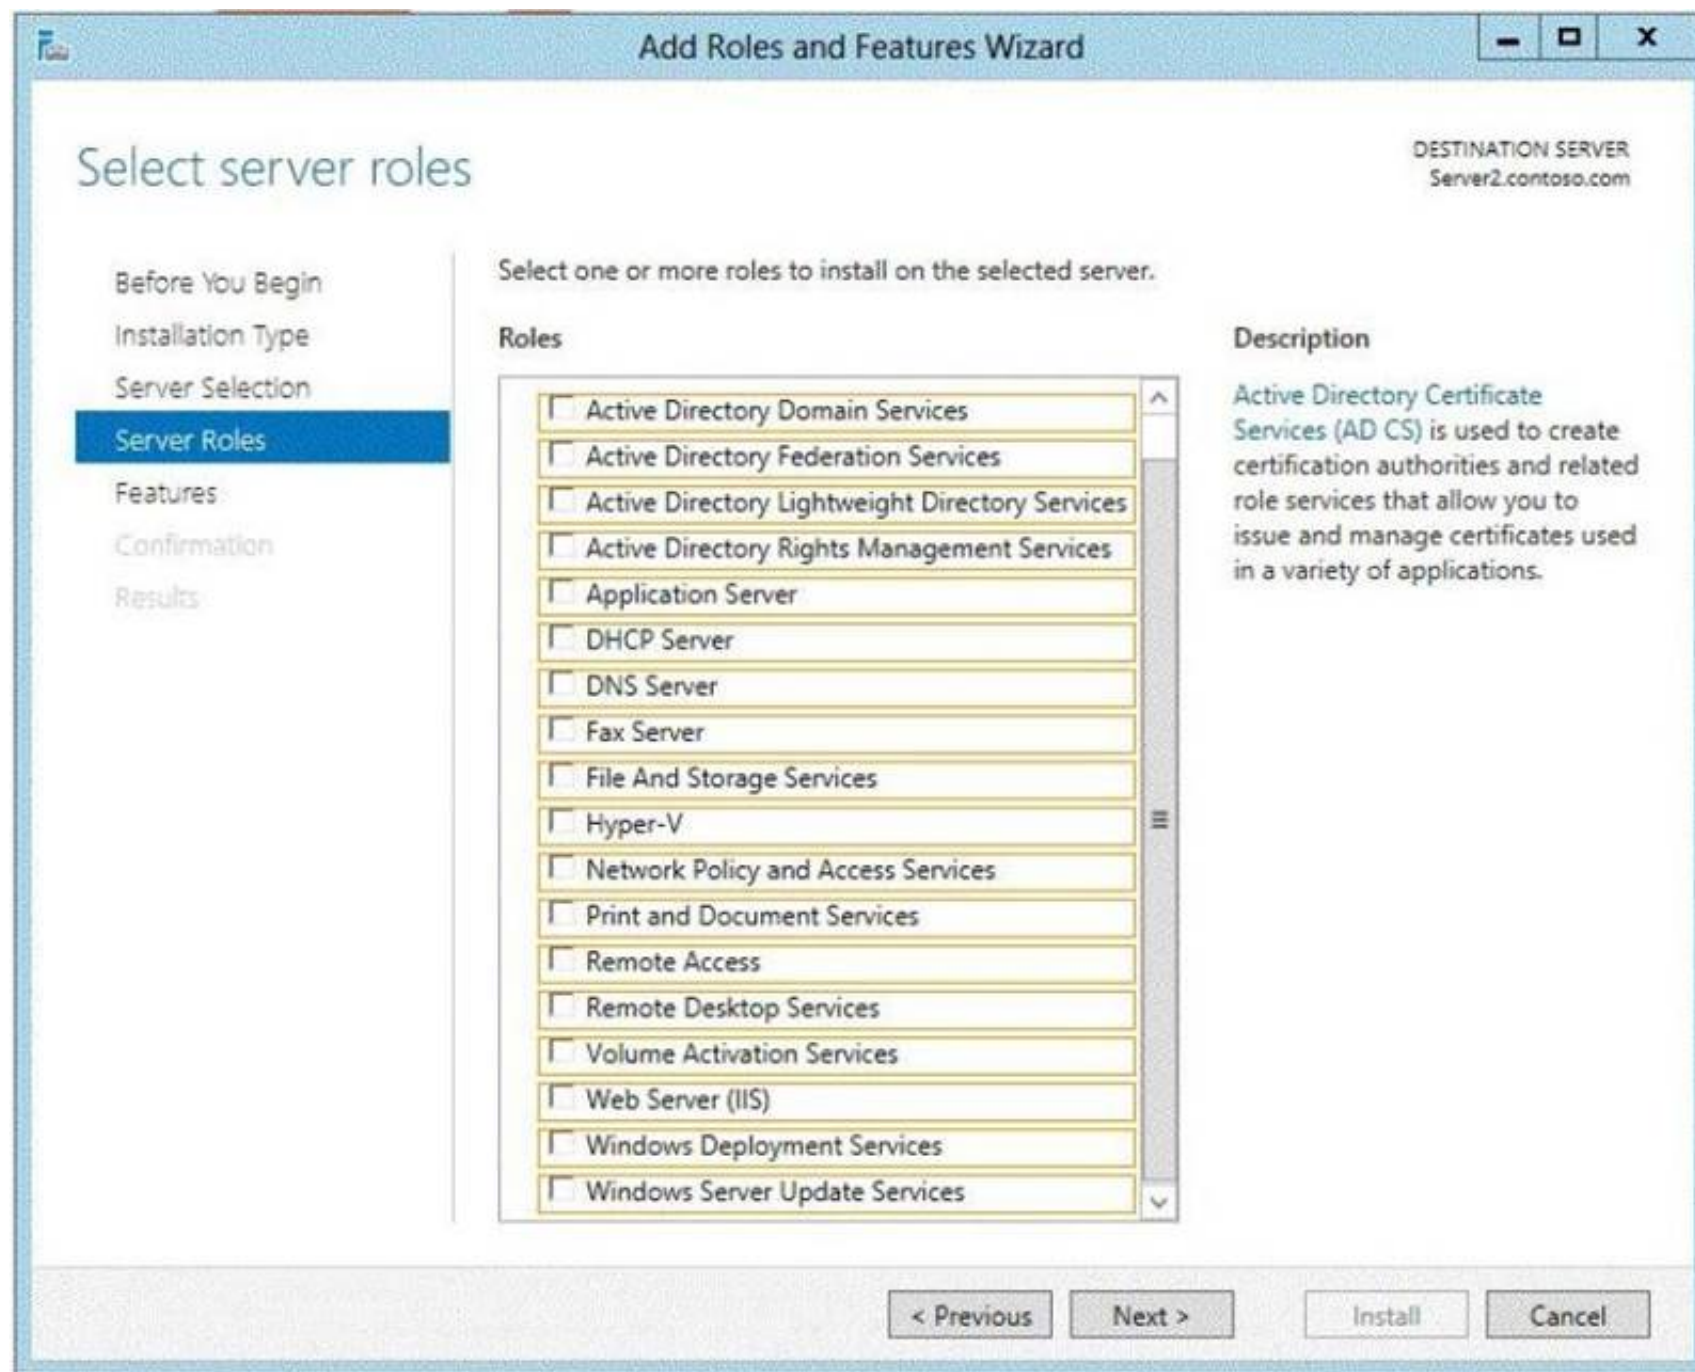 Add Roles and Features Wizard
Select server roles
DESTINATION SERVER
Server2.contoso.com
Before You Begin
Installation Type
Server Selection
Server Roles
Features
Confirmation
Results
Select one or more roles to install on the selected server.
Roles
Active Directory Domain Services
Active Directory Federation Services
Active Directory Lightweight Directory Services
Active Directory Rights Management Services
Application Server
DHCP Server
DNS Server
Fax Server
File And Storage Services
Hyper-V
Network Policy and Access Services
Print and Document Services
Remote Access
Remote Desktop Services
Volume Activation Services
Web Server (IIS)
Windows Deployment Services
Windows Server Update Services
Description
Active Directory Certificate
Services (AD CS) is used to create
certification authorities and related
role services that allow you to
issue and manage certificates used
in a variety of applications.
< Previous
Next >
Install
Cancel